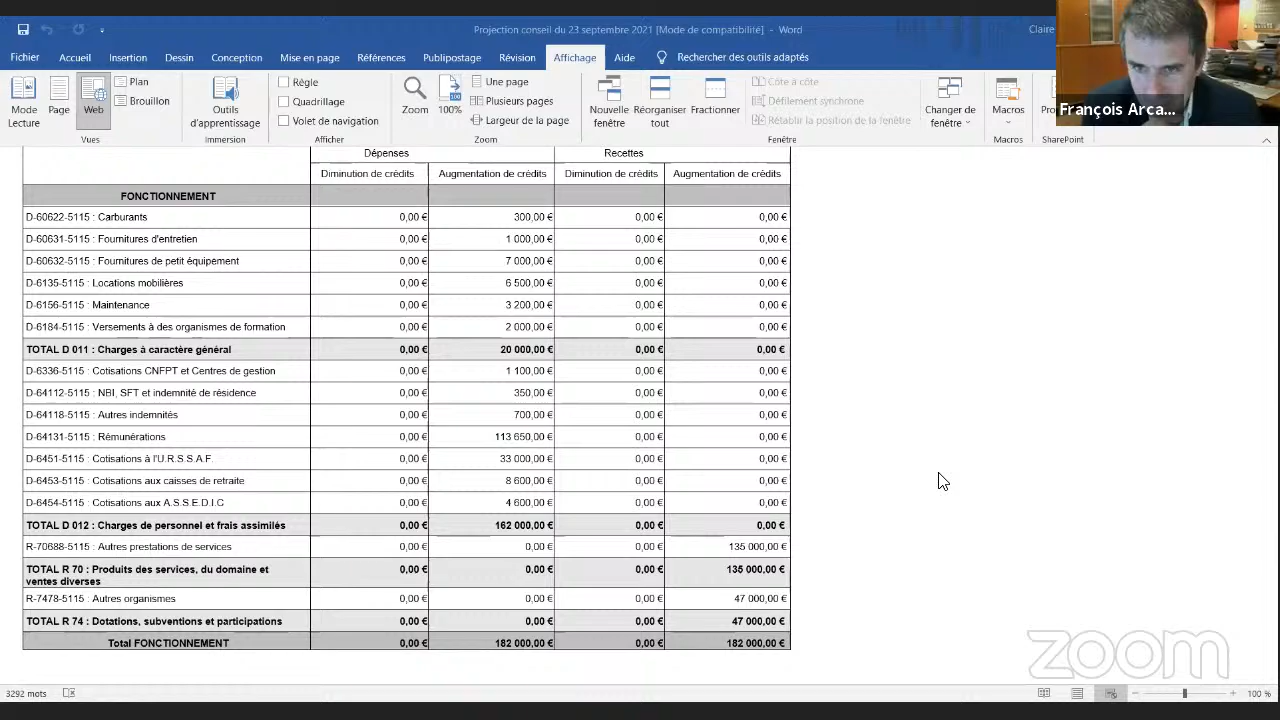 Projection conseil du 23 septembre 2021 [Mode de compatibilité] - Word
Claire
Fichier Accueil Insertion Dessin Conception Mise en page Références Publipostage Révision Affichage Aide Rechercher des outils adaptés
Mode Lecture
Page
Web
Plan
Brouillon
Vues
Outils d'apprentissage
Immersion
Règle
Quadrillage
Volet de navigation
Afficher
Zoom
100%
100
Une page
Plusieurs pages
Largeur de la page
Zoom
Nouvelle fenêtre
Réorganiser tout
Fractionner
Côte à côte
Défilement synchrone
Rétablir la position de la fenêtre
Changer de fenêtre
Fenêtre
Macros
Macros
SharePoint
François Arca...
Dépenses Recettes
Diminution de crédits Augmentation de crédits Diminution de crédits Augmentation de crédits
FONCTIONNEMENT
D-60622-5115 : Carburants 0,00 € 300,00 € 0,00 € 0,00 €
D-60631-5115 : Fournitures d'entretien 0,00 € 1 000,00 € 0,00 € 0,00 €
D-60632-5115 : Fournitures de petit équipement 0,00 € 7 000,00 € 0,00 € 0,00 €
D-6135-5115 : Locations mobilières 0,00 € 6 500,00 € 0,00 € 0,00 €
D-6156-5115 : Maintenance 0,00 € 3 200,00 € 0,00 € 0,00 €
D-6184-5115 : Versements à des organismes de formation 0,00 € 2 000,00 € 0,00 € 0,00 €
TOTAL D 011 : Charges à caractère général 0,00 € 20 000,00 € 0,00 € 0,00 €
D-6336-5115 : Cotisations CNFPT et Centres de gestion 0,00 € 1 100,00 € 0,00 € 0,00 €
D-64112-5115 : NBI, SFT et indemnité de résidence 0,00 € 350,00 € 0,00 € 0,00 €
D-64118-5115 : Autres indemnités 0,00 € 700,00 € 0,00 € 0,00 €
D-64131-5115 : Rémunérations 0,00 € 113 650,00 € 0,00 € 0,00 €
D-6451-5115 : Cotisations à l'U.R.S.S.A.F. 0,00 € 33 000,00 € 0,00 € 0,00 €
D-6453-5115 : Cotisations aux caisses de retraite 0,00 € 8 600,00 € 0,00 € 0,00 €
D-6454-5115 : Cotisations aux A.S.S.E.D.I.C 0,00 € 4 600,00 € 0,00 € 0,00 €
TOTAL D 012 : Charges de personnel et frais assimilés 0,00 € 162 000,00 € 0,00 € 0,00 €
R-70688-5115 : Autres prestations de services 0,00 € 0,00 € 0,00 € 135 000,00 €
TOTAL R 70 : Produits des services, du domaine et 0,00 € 0,00 € 0,00 € 135 000,00 €
ventes diverses
R-7478-5115 : Autres organismes 0,00 € 0,00 € 0,00 € 47 000,00 €
TOTAL R 74 : Dotations, subventions et participations 0,00 € 0,00 € 0,00 € 47 000,00 €
Total FONCTIONNEMENT 0,00 € 182 000,00 € 0,00 € 182 000,00 €
zoom
3292 mots
100 %